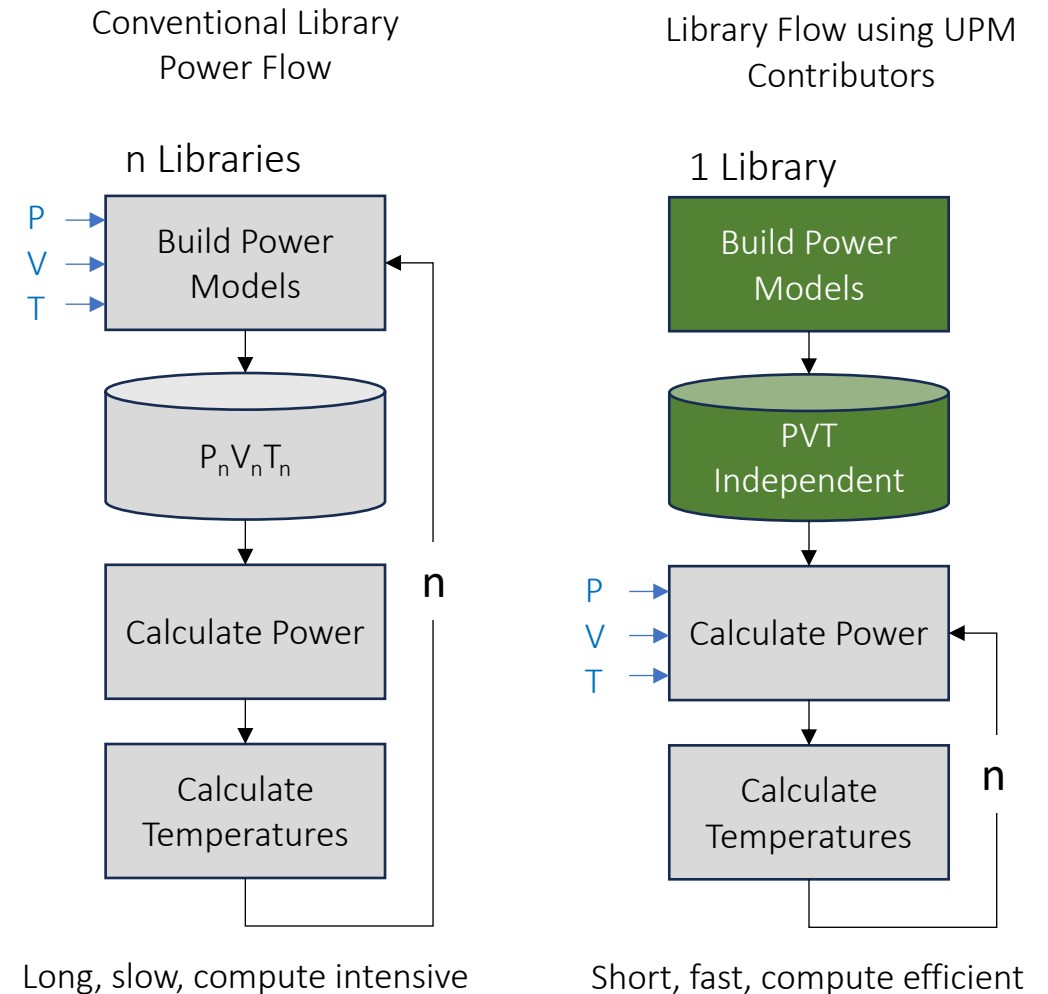 Conventional Library
Power Flow
n Libraries
P
V
T
Build Power
Models
PₙVₙTₙ
Calculate Power
n
Calculate
Temperatures
Long, slow, compute intensive
Library Flow using UPM
Contributors
1 Library
Build Power
Models
PVT
Independent
P
V
T
Calculate Power
n
Calculate
Temperatures
Short, fast, compute efficient